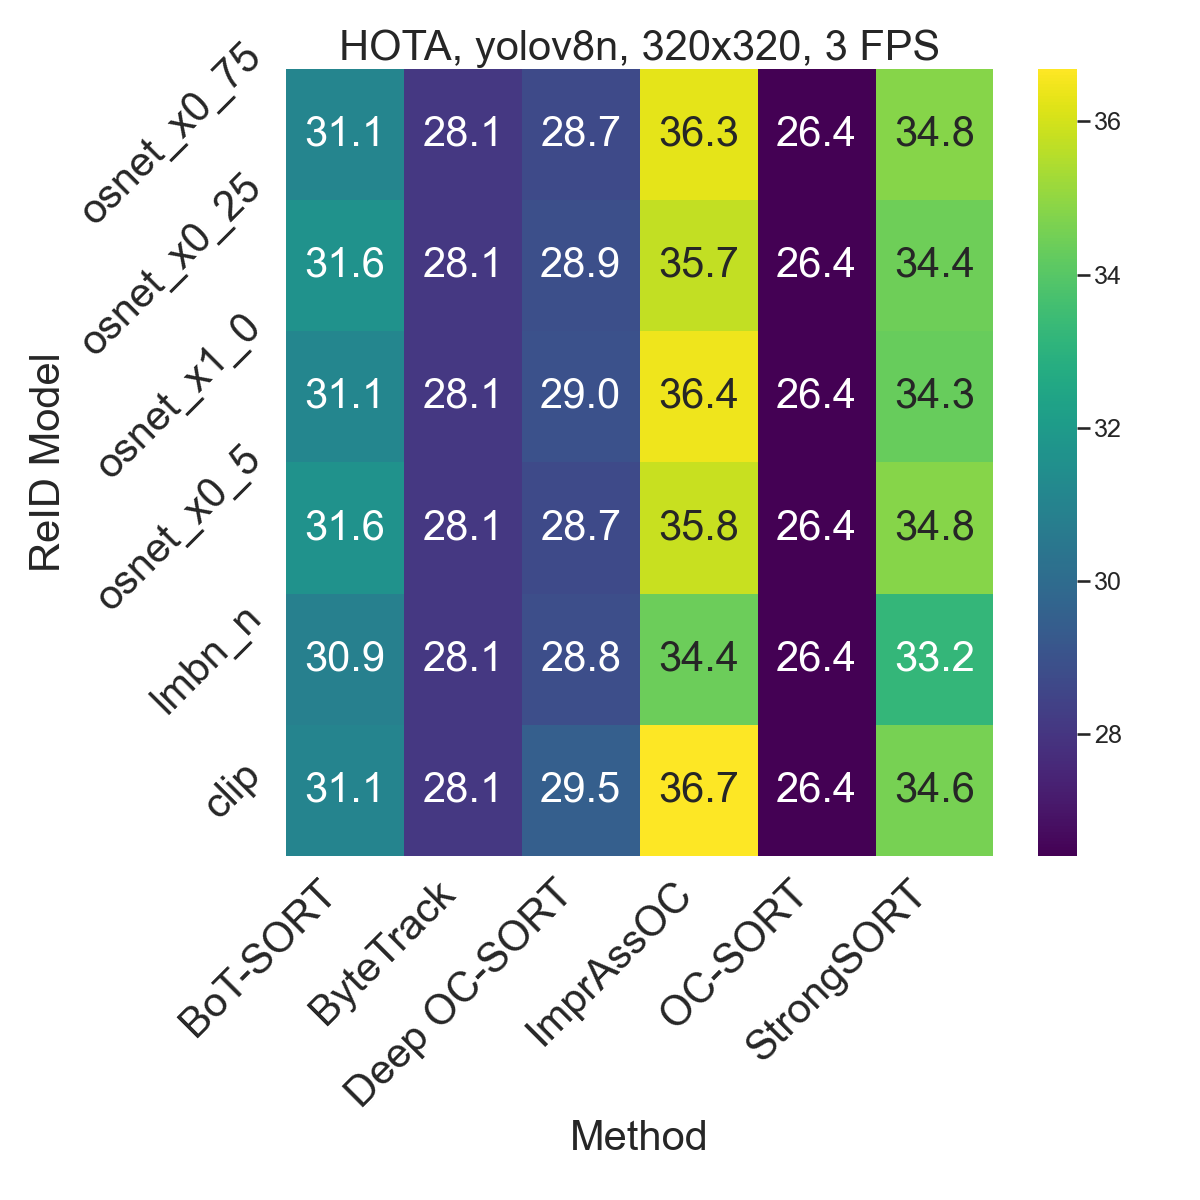 HOTA, yolov8n, 320x320, 3 FPS
ReID Model
osnet_x0_75
31.1 28.1 28.7 36.3 26.4 34.8
osnet_x0_25
31.6 28.1 28.9 35.7 26.4 34.4
osnet_x1_0
31.1 28.1 29.0 36.4 26.4 34.3
osnet_x0_5
31.6 28.1 28.7 35.8 26.4 34.8
lmbn_n
30.9 28.1 28.8 34.4 26.4 33.2
clip
31.1 28.1 29.5 36.7 26.4 34.6
BoT-SORT
ByteTrack
Deep OC-SORT
ImprAssOC
OC-SORT
StrongSORT
Method
36
34
32
30
28